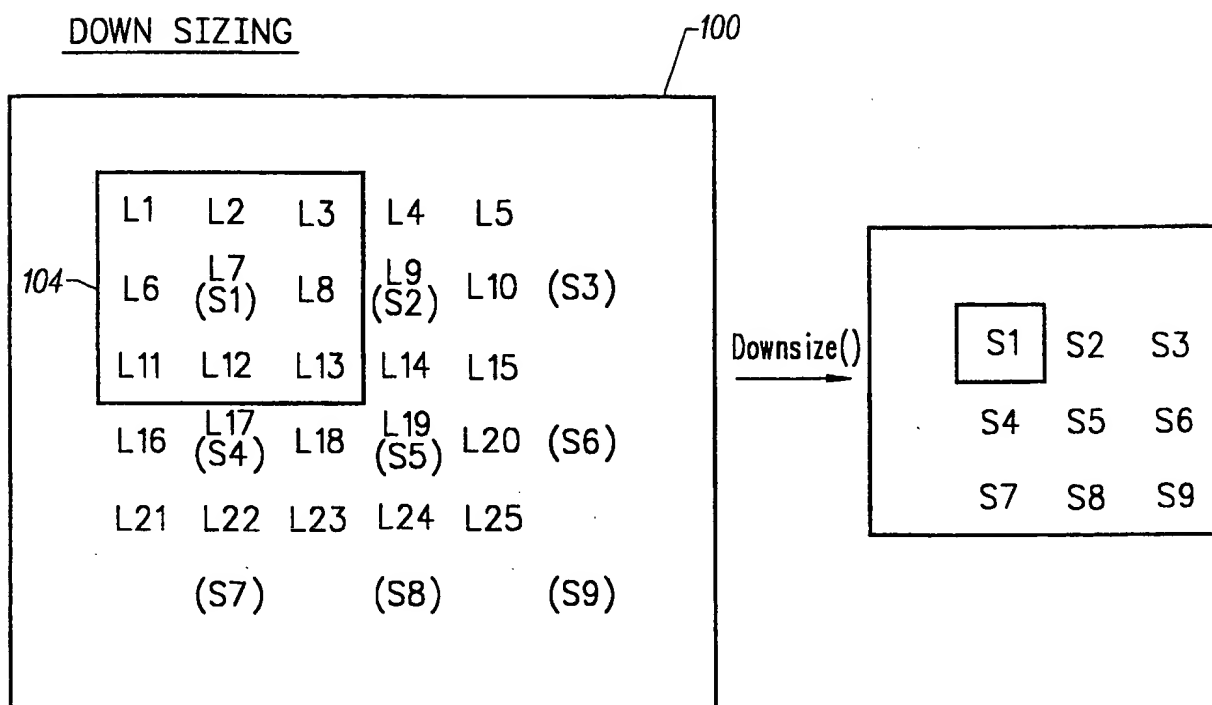 DOWN SIZING
100
L1 L2 L3 L4 L5
104
L6 L7 L8 L9 L10 (S3)
(S1) (S2)
L11 L12 L13 L14 L15
L16 L17 L18 L19 L20 (S6)
(S4) (S5)
L21 L22 L23 L24 L25
(S7) (S8) (S9)
Downsize()
S1 S2 S3
S4 S5 S6
S7 S8 S9